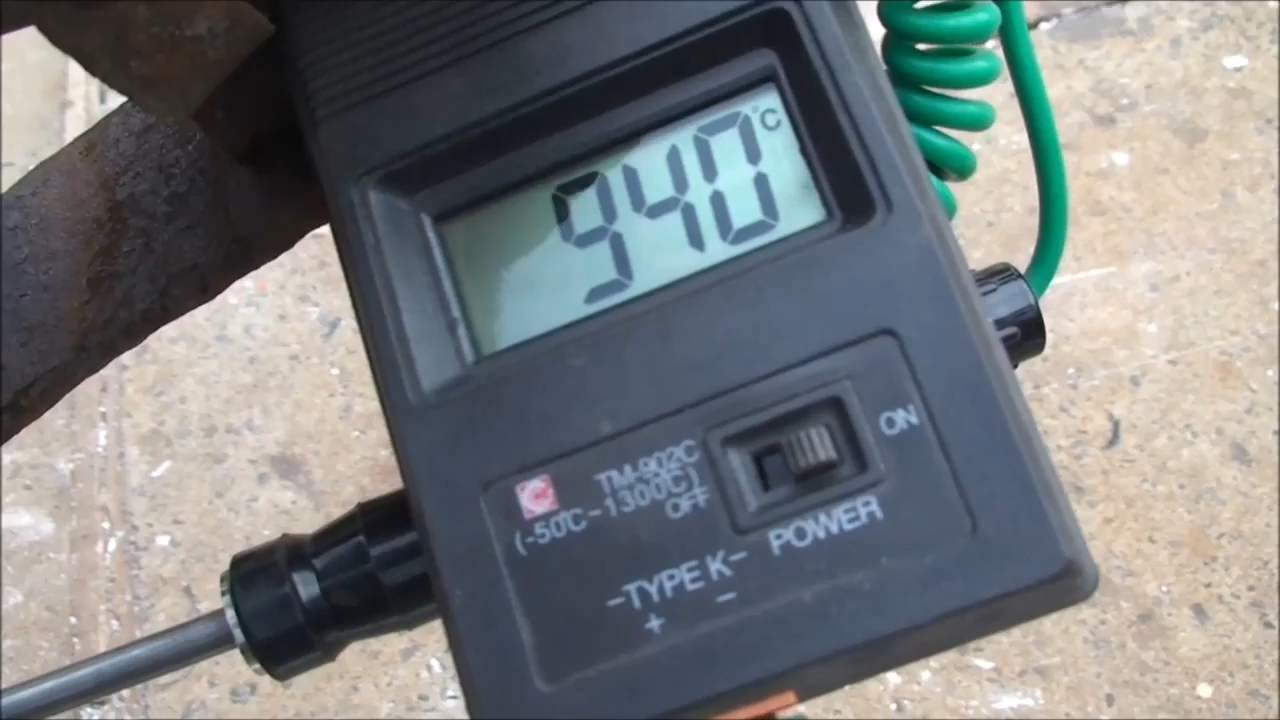 940 °C
TM-902C
(-50°C~1300°C)
OFF
ON
POWER
-TYPE K-
+ -